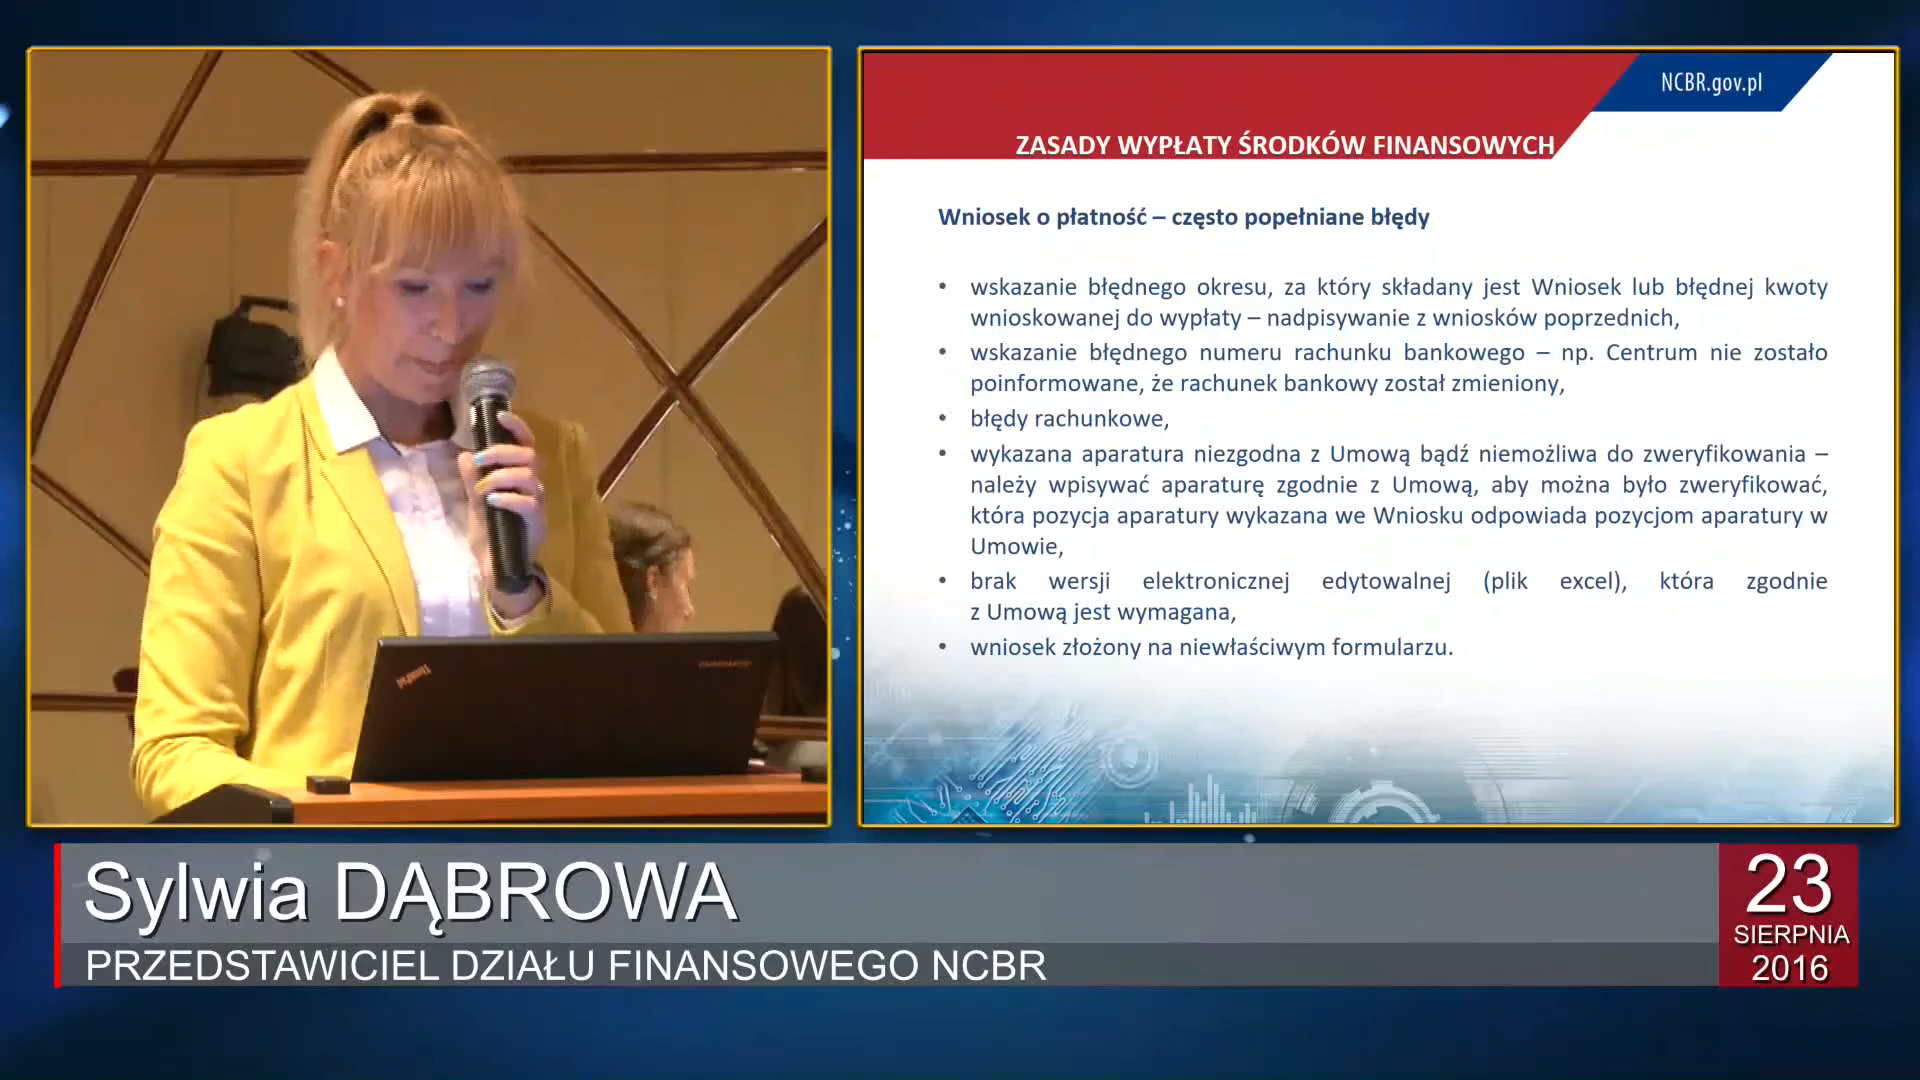 NCBR.gov.pl
ZASADY WYPŁATY ŚRODKÓW FINANSOWYCH
Wniosek o płatność – często popełniane błędy
• wskazanie błędnego okresu, za który składany jest Wniosek lub błędnej kwoty
wnioskowanej do wypłaty – nadpisywanie z wniosków poprzednich,
• wskazanie błędnego numeru rachunku bankowego – np. Centrum nie zostało
poinformowane, że rachunek bankowy został zmieniony,
• błędy rachunkowe,
• wykazana aparatura niezgodna z Umową bądź niemożliwa do zweryfikowania –
należy wpisywać aparaturę zgodnie z Umową, aby można było zweryfikować,
która pozycja aparatury wykazana we Wniosku odpowiada pozycjom aparatury w
Umowie,
• brak wersji elektronicznej edytowalnej (plik excel), która zgodnie
z Umową jest wymagana,
• wniosek złożony na niewłaściwym formularzu.
ThinkPad
Sylwia DĄBROWA
PRZEDSTAWICIEL DZIAŁU FINANSOWEGO NCBR
23
SIERPNIA
2016